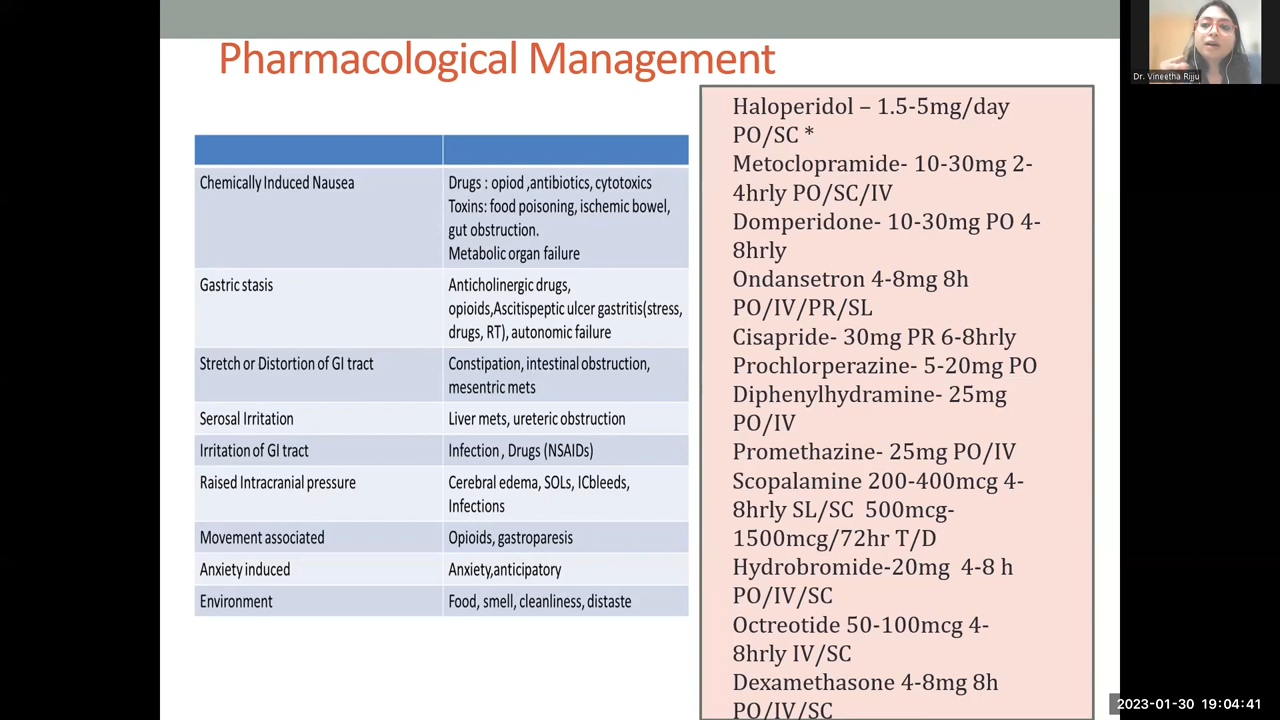 Pharmacological Management
Chemically Induced Nausea
Drugs : opiod ,antibiotics, cytotoxics
Toxins: food poisoning, ischemic bowel,
gut obstruction.
Metabolic organ failure
Gastric stasis
Anticholinergic drugs,
opioids,Ascitispeptic ulcer gastritis(stress,
drugs, RT), autonomic failure
Stretch or Distortion of GI tract
Constipation, intestinal obstruction,
mesentric mets
Serosal Irritation
Liver mets, ureteric obstruction
Irritation of GI tract
Infection , Drugs (NSAIDs)
Raised Intracranial pressure
Cerebral edema, SOLs, ICbleeds,
Infections
Movement associated
Opioids, gastroparesis
Anxiety induced
Anxiety,anticipatory
Environment
Food, smell, cleanliness, distaste
Haloperidol – 1.5-5mg/day
PO/SC *
Metoclopramide- 10-30mg 2-
4hrly PO/SC/IV
Domperidone- 10-30mg PO 4-
8hrly
Ondansetron 4-8mg 8h
PO/IV/PR/SL
Cisapride- 30mg PR 6-8hrly
Prochlorperazine- 5-20mg PO
Diphenylhydramine- 25mg
PO/IV
Promethazine- 25mg PO/IV
Scopalamine 200-400mcg 4-
8hrly SL/SC 500mcg-
1500mcg/72hr T/D
Hydrobromide-20mg 4-8 h
PO/IV/SC
Octreotide 50-100mcg 4-
8hrly IV/SC
Dexamethasone 4-8mg 8h
PO/IV/SC
Dr. Vineetha Rijju
2023-01-30 19:04:41